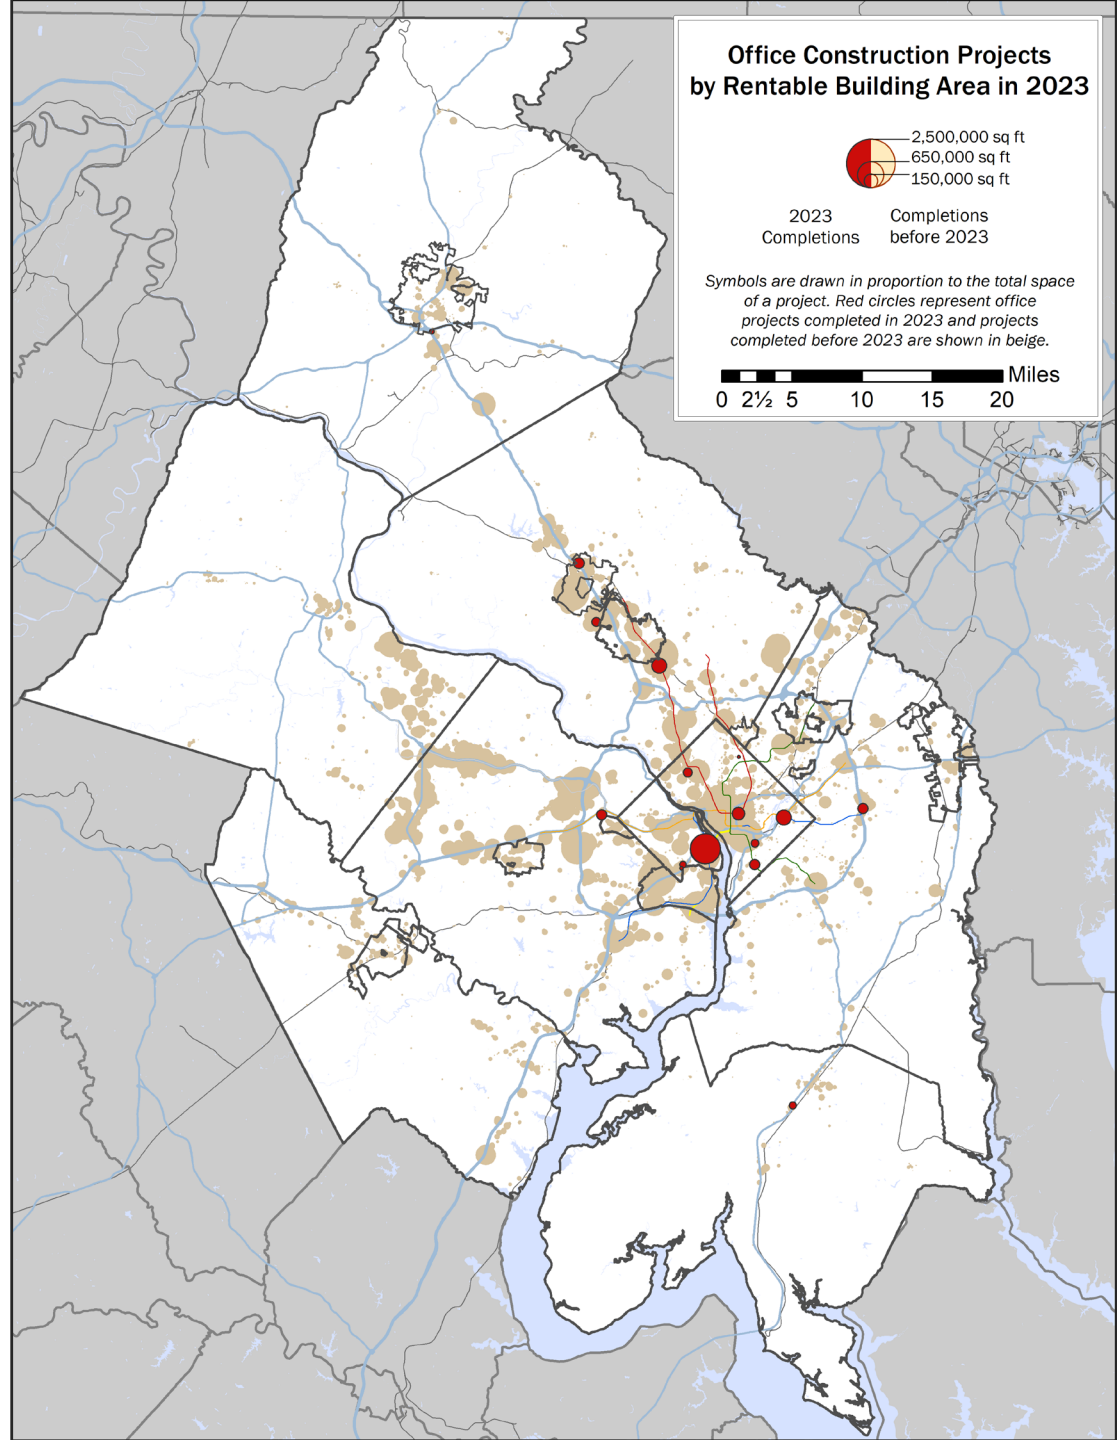 Office Construction Projects
by Rentable Building Area in 2023
2,500,000 sq ft
650,000 sq ft
150,000 sq ft
2023
Completions
Completions
before 2023
Symbols are drawn in proportion to the total space
of a project. Red circles represent office
projects completed in 2023 and projects
completed before 2023 are shown in beige.
Miles
0 2½ 5 10 15 20